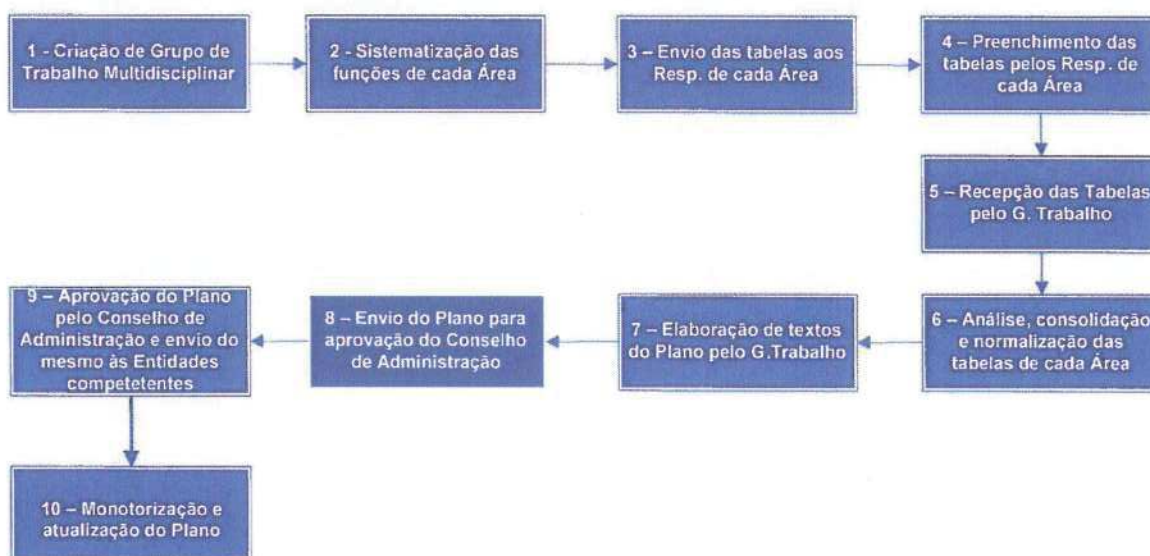 1 - Criação de Grupo de
Trabalho Multidisciplinar
2 - Sistematização das
funções de cada Área
3 – Envio das tabelas aos
Resp. de cada Área
4 – Preenchimento das
tabelas pelos Resp. de
cada Área
5 – Recepção das Tabelas
pelo G. Trabalho
6 – Análise, consolidação
e normalização das
tabelas de cada Área
7 – Elaboração de textos
do Plano pelo G.Trabalho
8 – Envio do Plano para
aprovação do Conselho
de Administração
9 – Aprovação do Plano
pelo Conselho de
Administração e envio do
mesmo às Entidades
competetentes
10 – Monotorização e
atualização do Plano